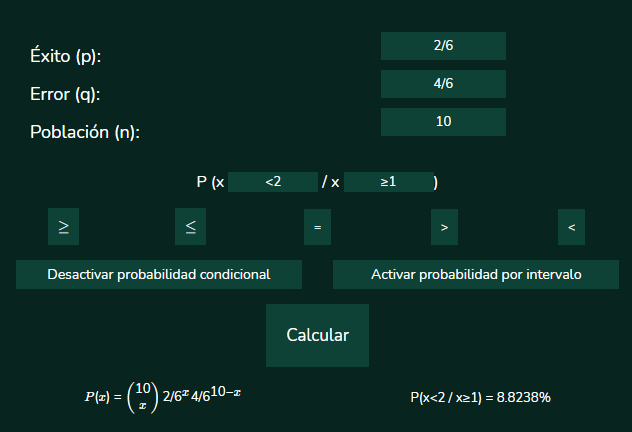 Éxito (p): 2/6
Error (q): 4/6
Población (n): 10
P (x <2 / x ≥1 )
≥ ≤ = > <
Desactivar probabilidad condicional Activar probabilidad por intervalo
Calcular
P(x) = (10 x) 2/6^x 4/6^10−x P(x<2 / x≥1) = 8.8238%